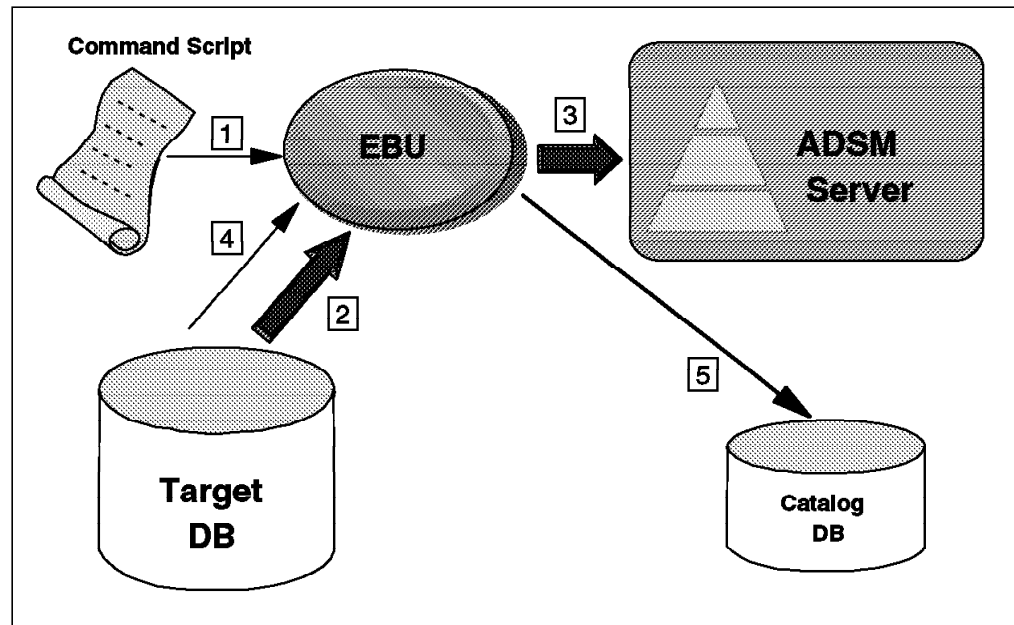 Command Script
1
EBU
3
ADSM
Server
4
2
5
Target
DB
Catalog
DB